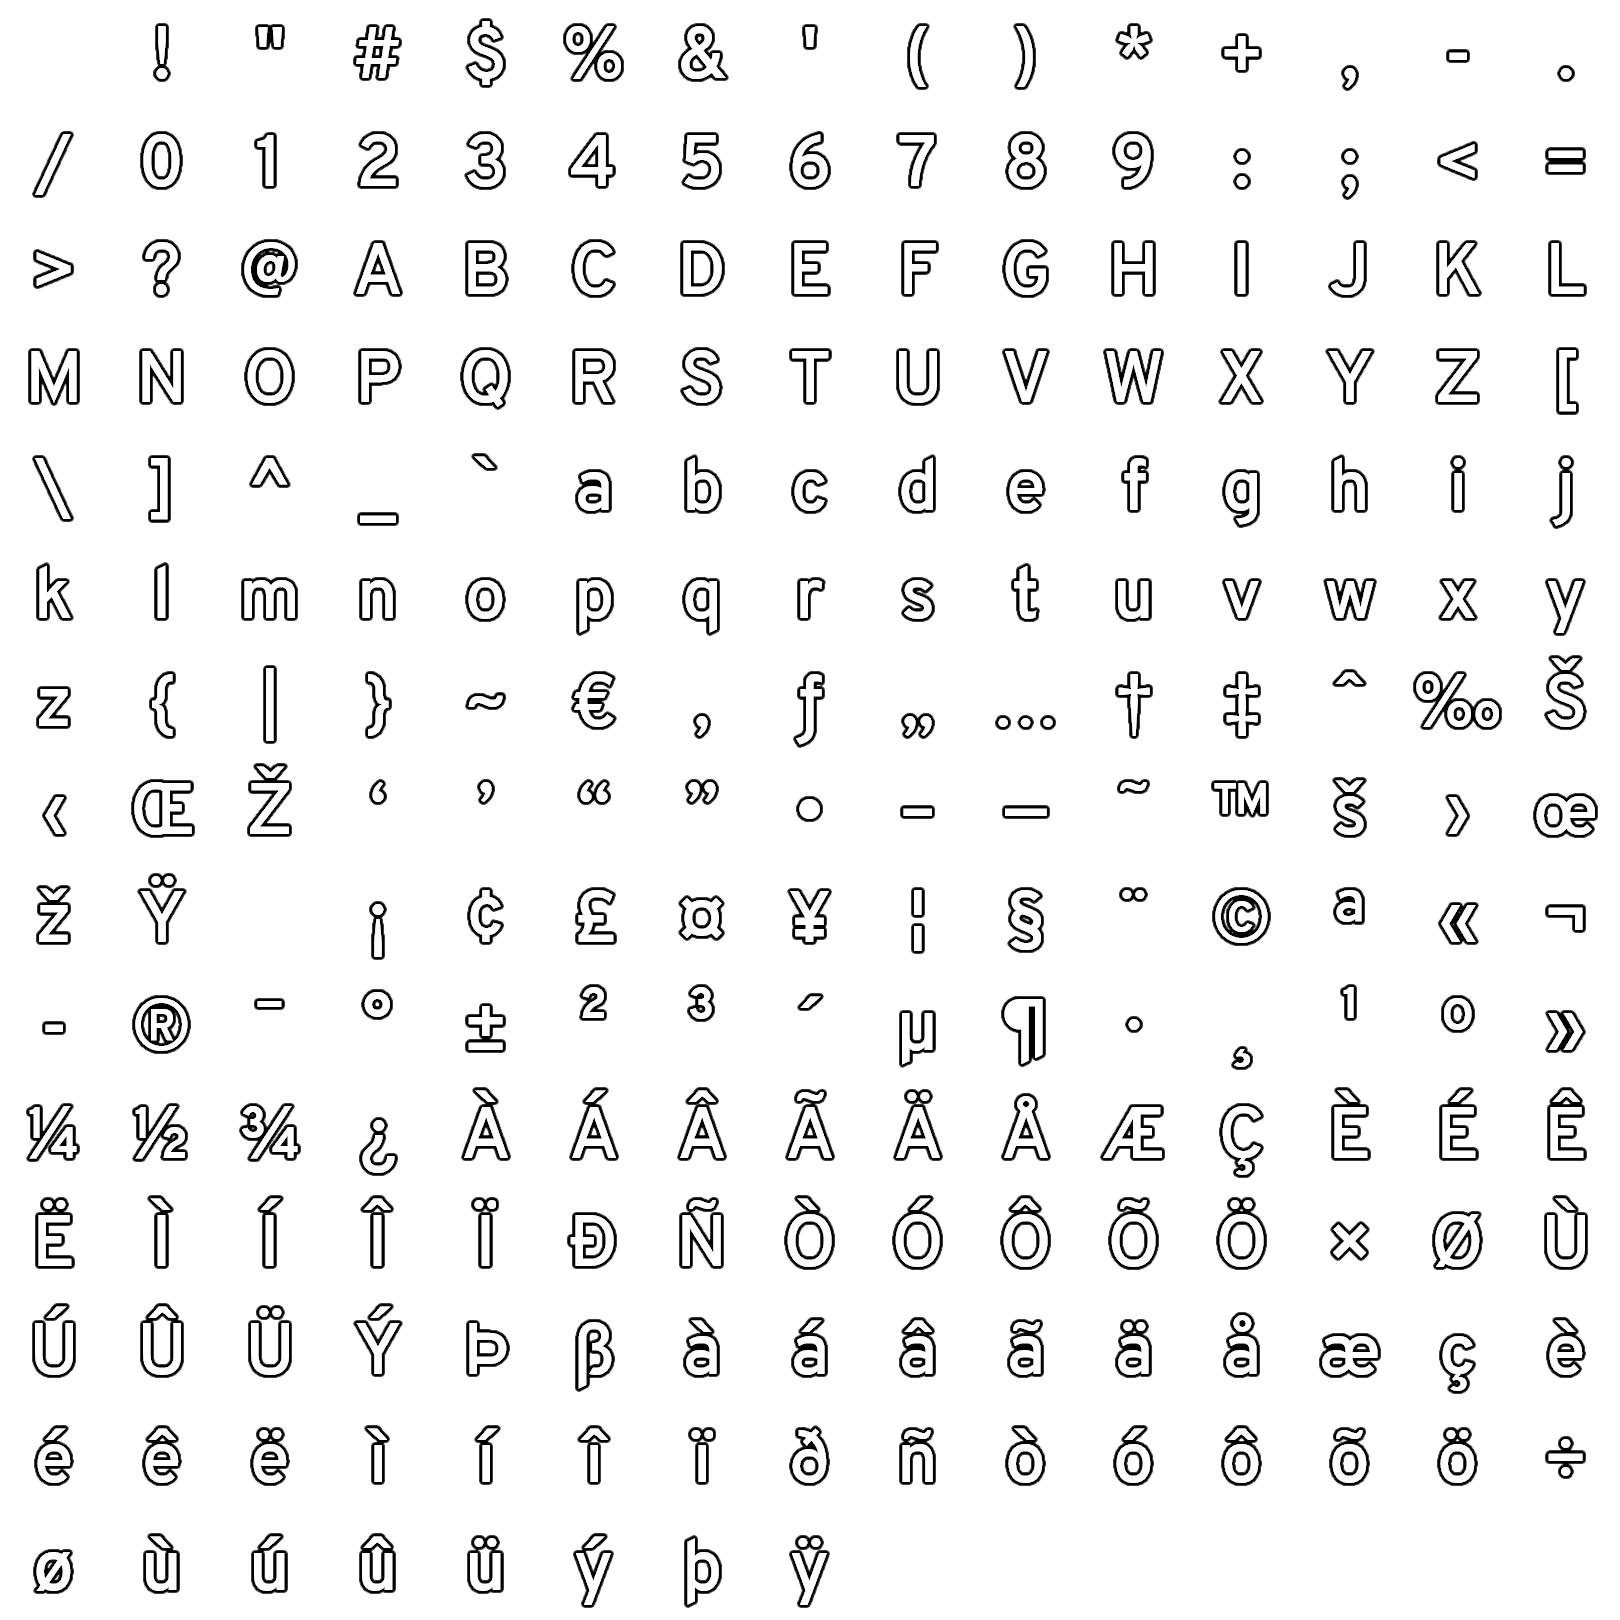 ! " # $ % & ' ( ) * + , - .
/ 0 1 2 3 4 5 6 7 8 9 : ; < =
> ? @ A B C D E F G H I J K L
M N O P Q R S T U V W X Y Z [
\ ] ^ _ ` a b c d e f g h i j
k l m n o p q r s t u v w x y
z { | } ~ € ‚ ƒ „ … † ‡ ˆ ‰ Š
‹ Œ Ž ‘ ’ “ ” • – — ˜ ™ š › œ
ž Ÿ ¡ ¢ £ ¤ ¥ ¦ § ¨ © ª « ¬
- ® ¯ ° ± ² ³ ´ µ ¶ · ¸ ¹ º »
¼ ½ ¾ ¿ À Á Â Ã Ä Å Æ Ç È É Ê
Ë Ì Í Î Ï Ð Ñ Ò Ó Ô Õ Ö × Ø Ù
Ú Û Ü Ý Þ ß à á â ã ä å æ ç è
é ê ë ì í î ï ð ñ ò ó ô õ ö ÷
ø ù ú û ü ý þ ÿ